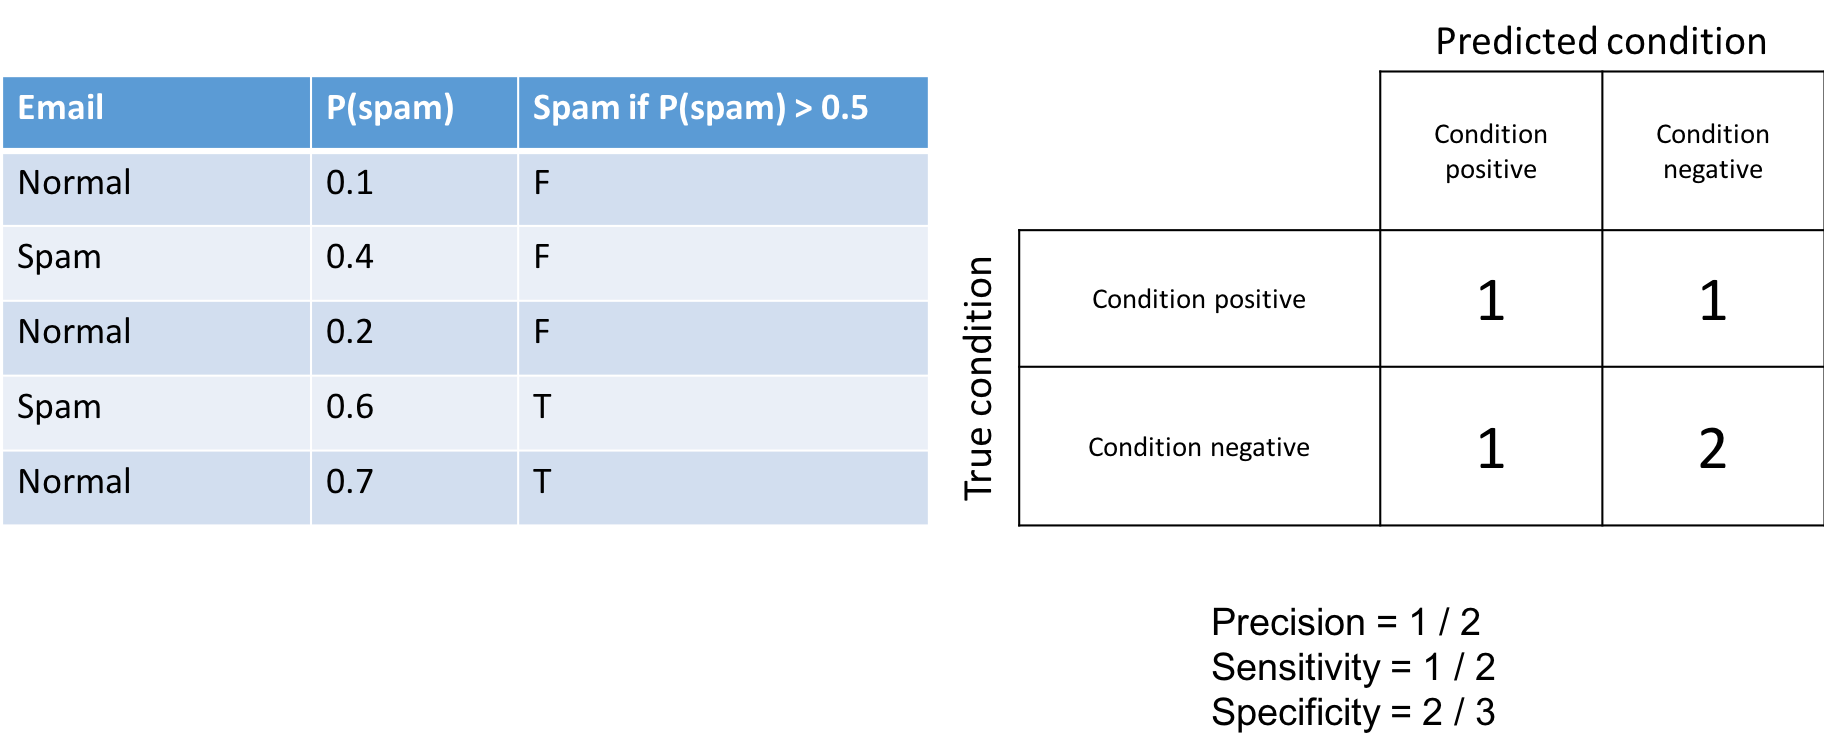 Email P(spam) Spam if P(spam) > 0.5
Normal 0.1 F
Spam 0.4 F
Normal 0.2 F
Spam 0.6 T
Normal 0.7 T
Predicted condition
Condition positive
Condition negative
True condition
Condition positive 1 1
Condition negative 1 2
Precision = 1 / 2
Sensitivity = 1 / 2
Specificity = 2 / 3